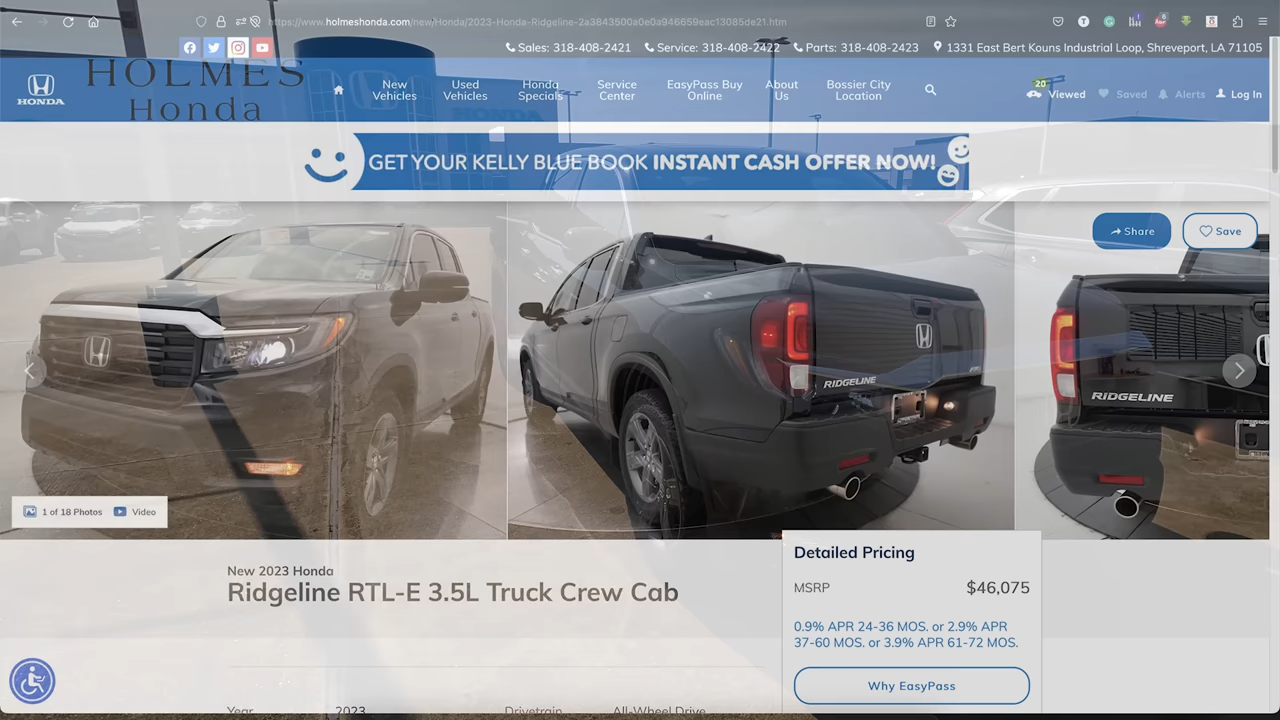 https://www.holmeshonda.com/new/Honda/2023-Honda-Ridgeline-2a3843500a0e0a946659eac13085de21.htm
Sales: 318-408-2421 Service: 318-408-2422 Parts: 318-408-2423 1331 East Bert Kouns Industrial Loop, Shreveport, LA 71105
HONDA
HOLMES
Honda
New Vehicles
Used Vehicles
Honda Specials
Service Center
EasyPass Buy Online
About Us
Bossier City Location
20
Viewed
Saved
Alerts
Log In
GET YOUR KELLY BLUE BOOK INSTANT CASH OFFER NOW!
Share
Save
RIDGELINE
RIDGELINE
1 of 18 Photos
Video
New 2023 Honda
Ridgeline RTL-E 3.5L Truck Crew Cab
Detailed Pricing
MSRP $46,075
0.9% APR 24-36 MOS. or 2.9% APR
37-60 MOS. or 3.9% APR 61-72 MOS.
Why EasyPass
Year 2023 Drivetrain All-Wheel Drive